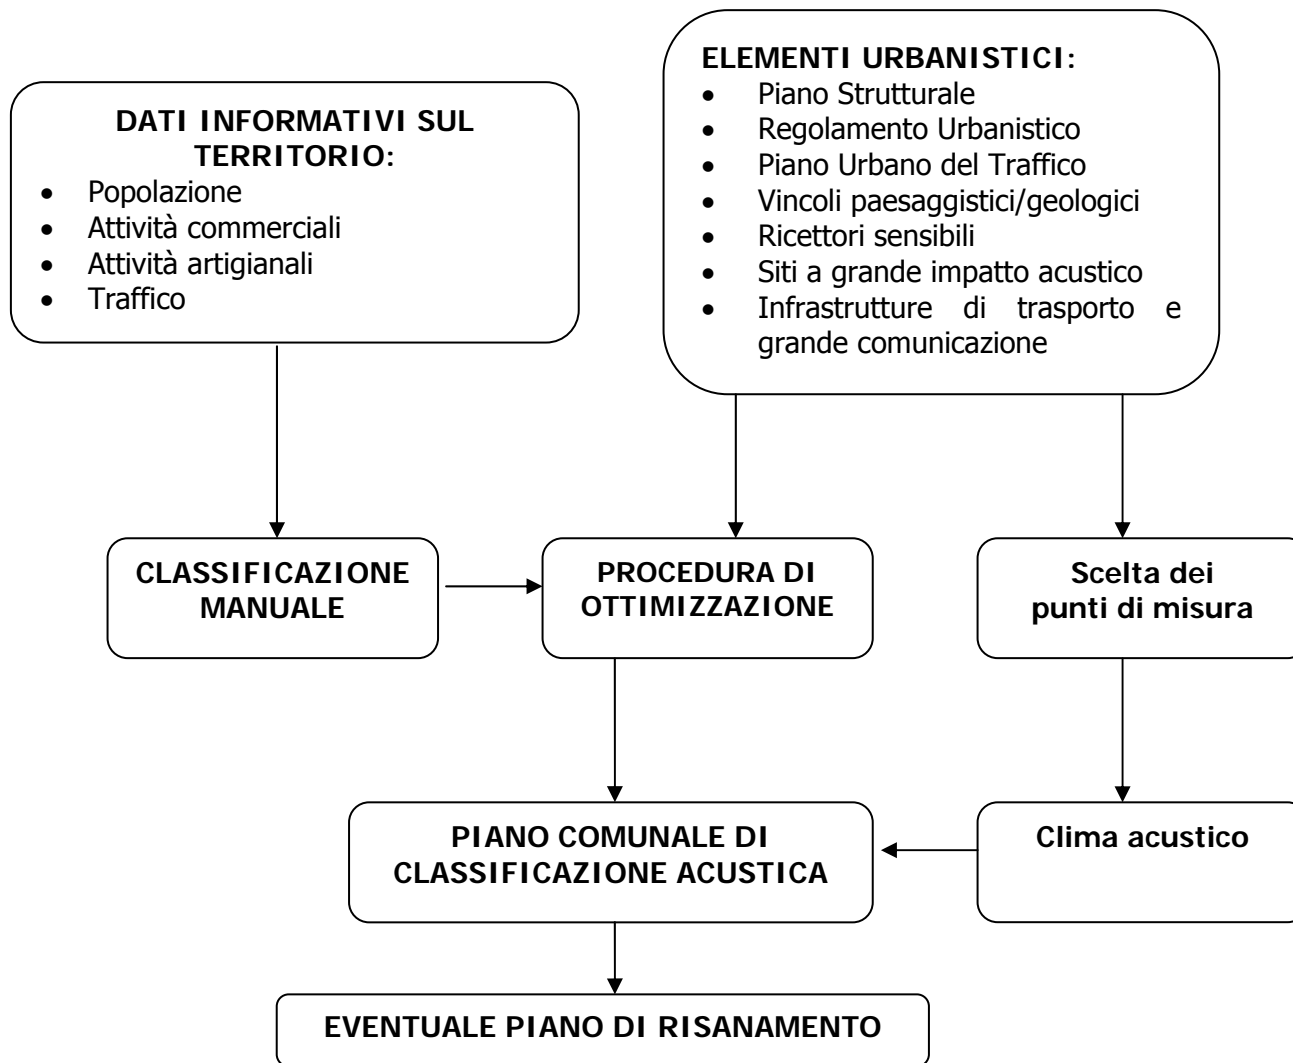 DATI INFORMATIVI SUL
TERRITORIO:
• Popolazione
• Attività commerciali
• Attività artigianali
• Traffico
ELEMENTI URBANISTICI:
• Piano Strutturale
• Regolamento Urbanistico
• Piano Urbano del Traffico
• Vincoli paesaggistici/geologici
• Ricettori sensibili
• Siti a grande impatto acustico
• Infrastrutture di trasporto e
grande comunicazione
CLASSIFICAZIONE
MANUALE
PROCEDURA DI
OTTIMIZZAZIONE
Scelta dei
punti di misura
PIANO COMUNALE DI
CLASSIFICAZIONE ACUSTICA
Clima acustico
EVENTUALE PIANO DI RISANAMENTO